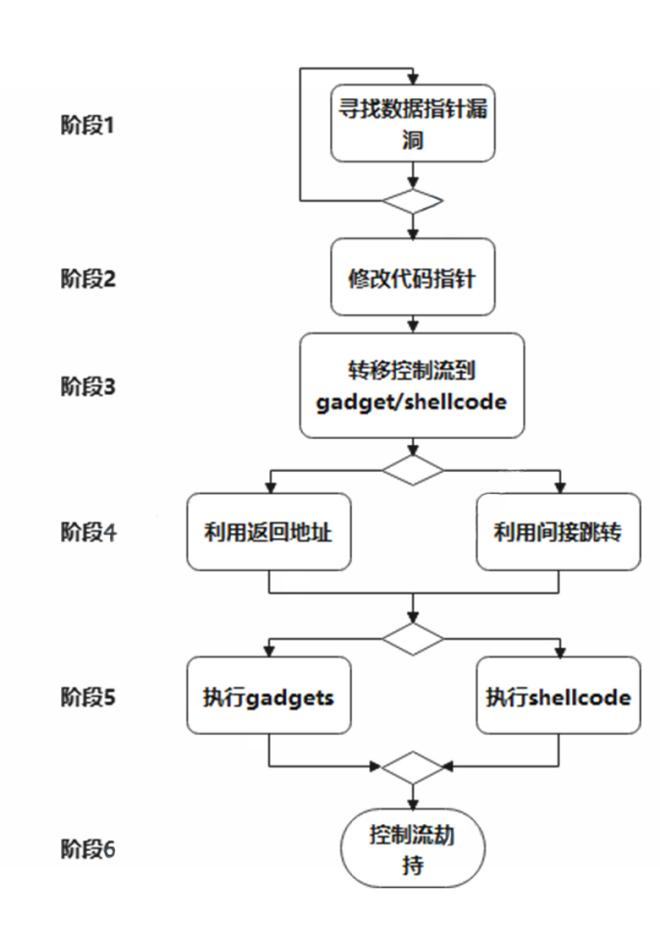 阶段1
寻找数据指针漏
洞
阶段2
修改代码指针
阶段3
转移控制流到
gadget/shellcode
阶段4
利用返回地址
利用间接跳转
阶段5
执行gadgets
执行shellcode
阶段6
控制流劫
持